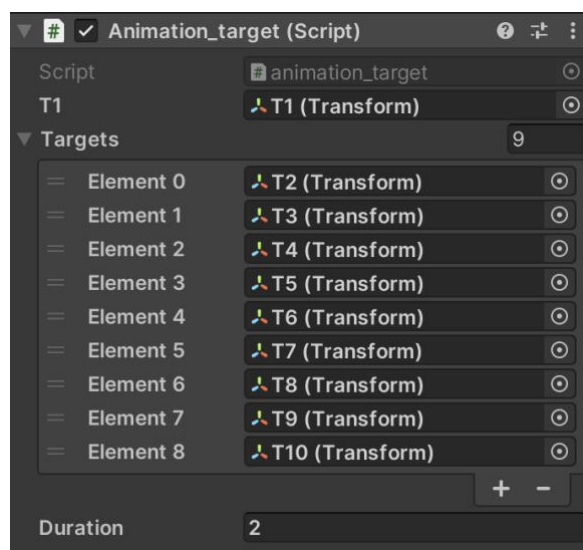 # Animation_target (Script)
Script # animation_target
T1 T1 (Transform)
Targets 9
Element 0 T2 (Transform)
Element 1 T3 (Transform)
Element 2 T4 (Transform)
Element 3 T5 (Transform)
Element 4 T6 (Transform)
Element 5 T7 (Transform)
Element 6 T8 (Transform)
Element 7 T9 (Transform)
Element 8 T10 (Transform)
+ −
Duration 2